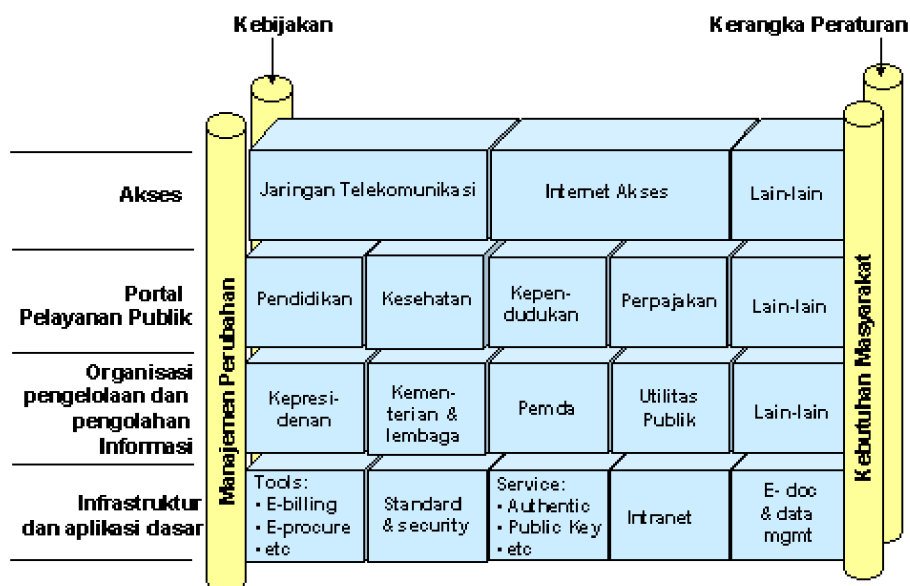 Kebijakan
Kerangka Peraturan
Akses
Jaringan Telekomunikasi
Internet Akses
Lain-lain
Portal
Pelayanan Publik
Pendidikan
Kesehatan
Kepen-
dudukan
Perpajakan
Lain-lain
Organisasi
pengelolaan dan
pengolahan
Informasi
Kepresi-
denan
Kemen-
terian &
lembaga
Pemda
Utilitas
Publik
Lain-lain
Infrastruktur
dan aplikasi dasar
Tools:
• E-billing
• E-procure
• etc
Standard
& security
Service:
• Authentic
• Public Key
• etc
Intranet
E- doc
& data
mgmt
Manajemen Perubahan
Kebutuhan Masyarakat